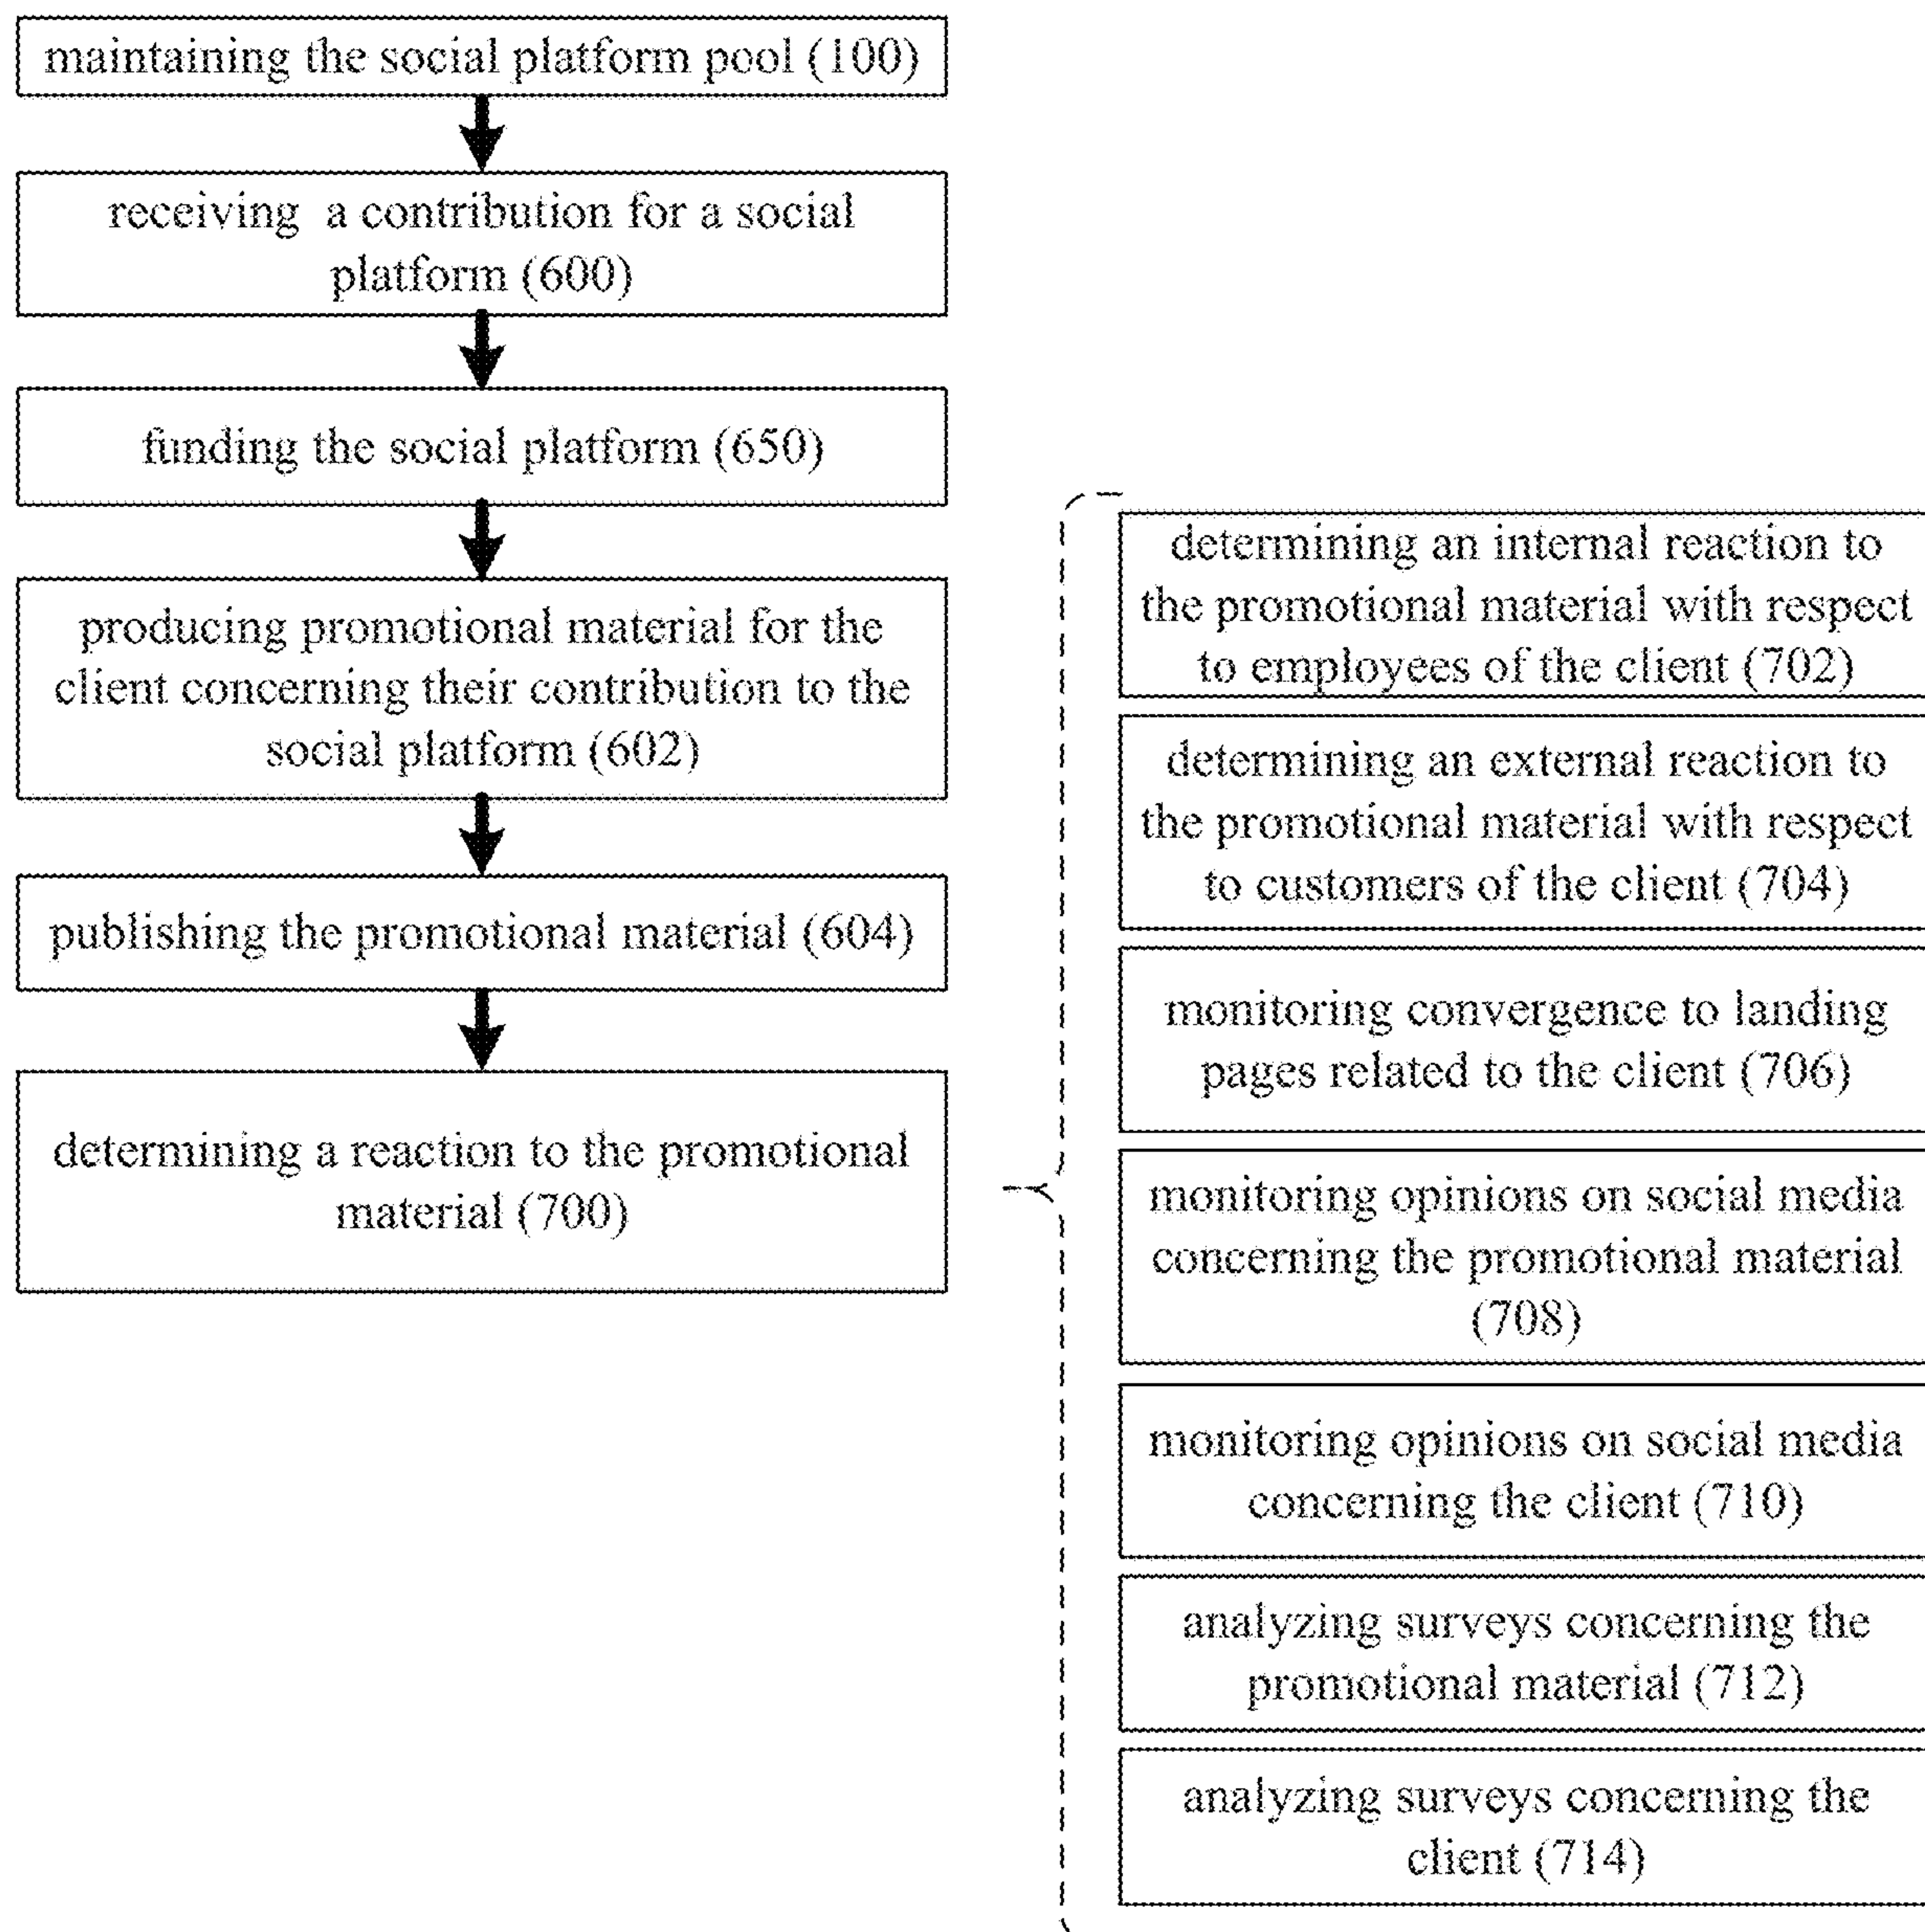 maintaining the social platform pool (100)
receiving a contribution for a social
platform (600)
funding the social platform (650)
producing promotional material for the
client concerning their contribution to the
social platform (602)
publishing the promotional material (604)
determining a reaction to the promotional
material (700)
determining an internal reaction to
the promotional material with respect
to employees of the client (702)
determining an external reaction to
the promotional material with respect
to customers of the client (704)
monitoring convergence to landing
pages related to the client (706)
monitoring opinions on social media
concerning the promotional material
(708)
monitoring opinions on social media
concerning the client (710)
analyzing surveys concerning the
promotional material (712)
analyzing surveys concerning the
client (714)